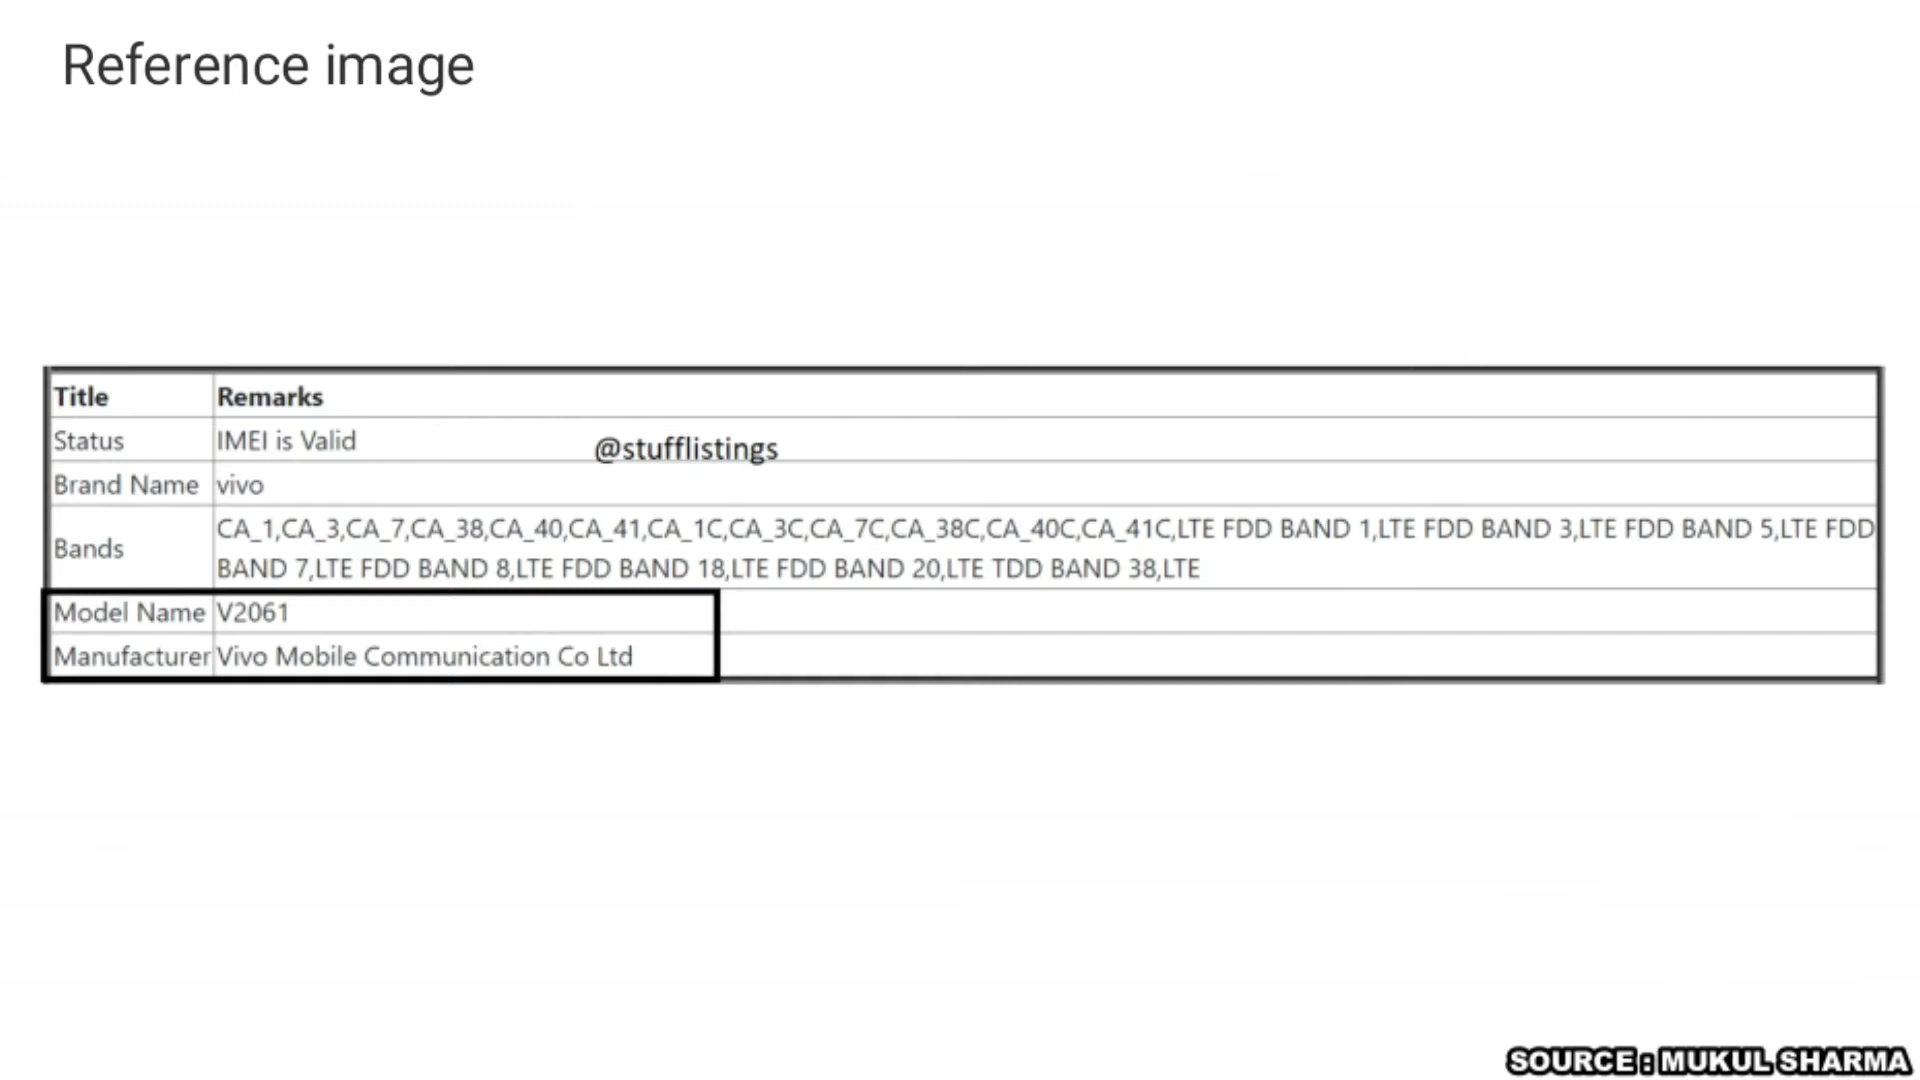 Reference image
Title Remarks
Status IMEI is Valid
@stufflistings
Brand Name vivo
Bands CA_1,CA_3,CA_7,CA_38,CA_40,CA_41,CA_1C,CA_3C,CA_7C,CA_38C,CA_40C,CA_41C,LTE FDD BAND 1,LTE FDD BAND 3,LTE FDD BAND 5,LTE FDD
BAND 7,LTE FDD BAND 8,LTE FDD BAND 18,LTE FDD BAND 20,LTE TDD BAND 38,LTE
Model Name V2061
Manufacturer Vivo Mobile Communication Co Ltd
SOURCE : MUKUL SHARMA